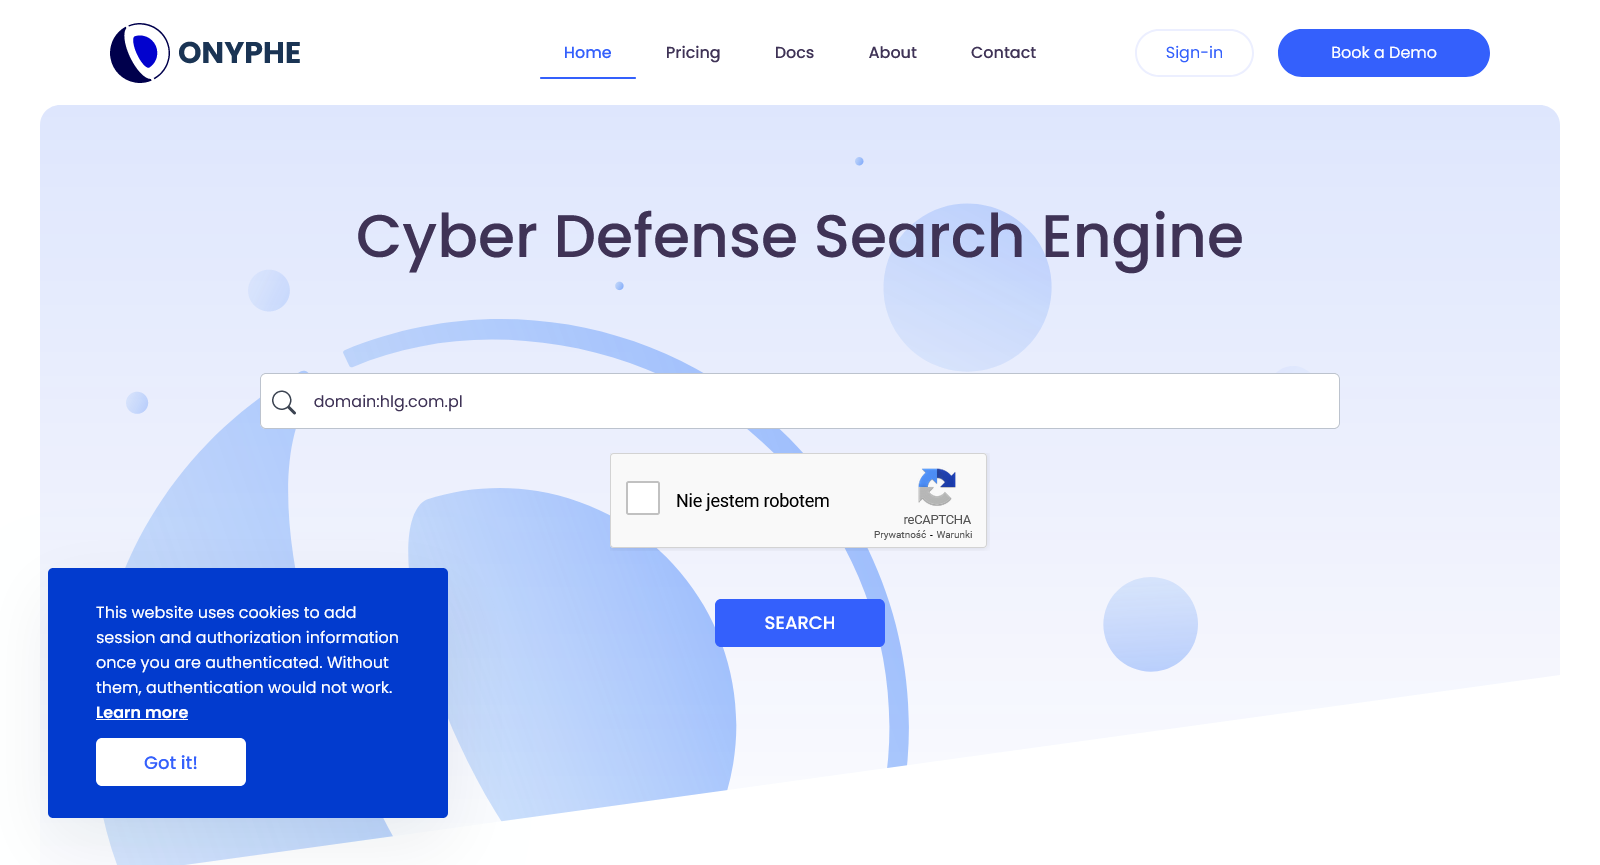 ONYPHE
Home
Pricing
Docs
About
Contact
Sign-in
Book a Demo
Cyber Defense Search Engine
domain:hlg.com.pl
Nie jestem robotem
reCAPTCHA
Prywatność - Warunki
SEARCH
This website uses cookies to add
session and authorization information
once you are authenticated. Without
them, authentication would not work.
Learn more
Got it!